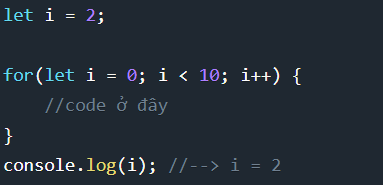 let i = 2;
for(let i = 0; i < 10; i++) {
//code ở đây
}
console.log(i); //--> i = 2